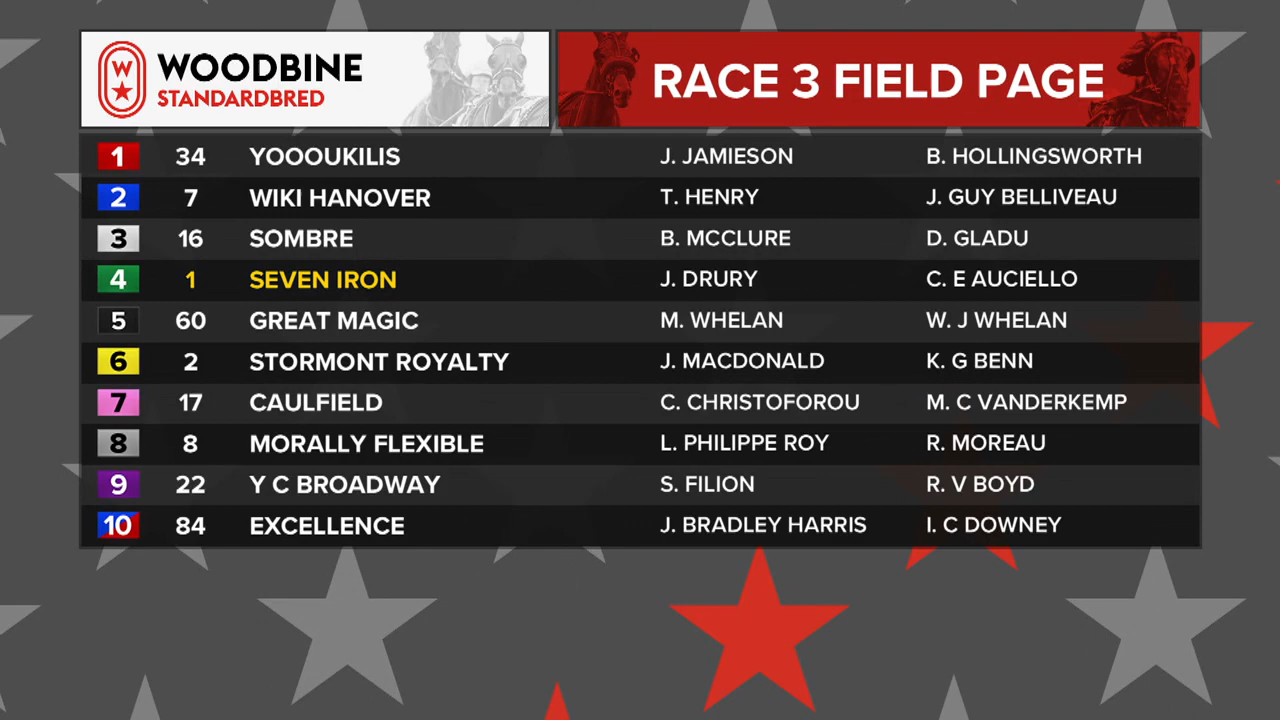 W
WOODBINE
STANDARDBRED
RACE 3 FIELD PAGE
1 34 YOOOUKILIS J. JAMIESON B. HOLLINGSWORTH
2 7 WIKI HANOVER T. HENRY J. GUY BELLIVEAU
3 16 SOMBRE B. MCCLURE D. GLADU
4 1 SEVEN IRON J. DRURY C. E AUCIELLO
5 60 GREAT MAGIC M. WHELAN W. J WHELAN
6 2 STORMONT ROYALTY J. MACDONALD K. G BENN
7 17 CAULFIELD C. CHRISTOFOROU M. C VANDERKEMP
8 8 MORALLY FLEXIBLE L. PHILIPPE ROY R. MOREAU
9 22 Y C BROADWAY S. FILION R. V BOYD
10 84 EXCELLENCE J. BRADLEY HARRIS I. C DOWNEY